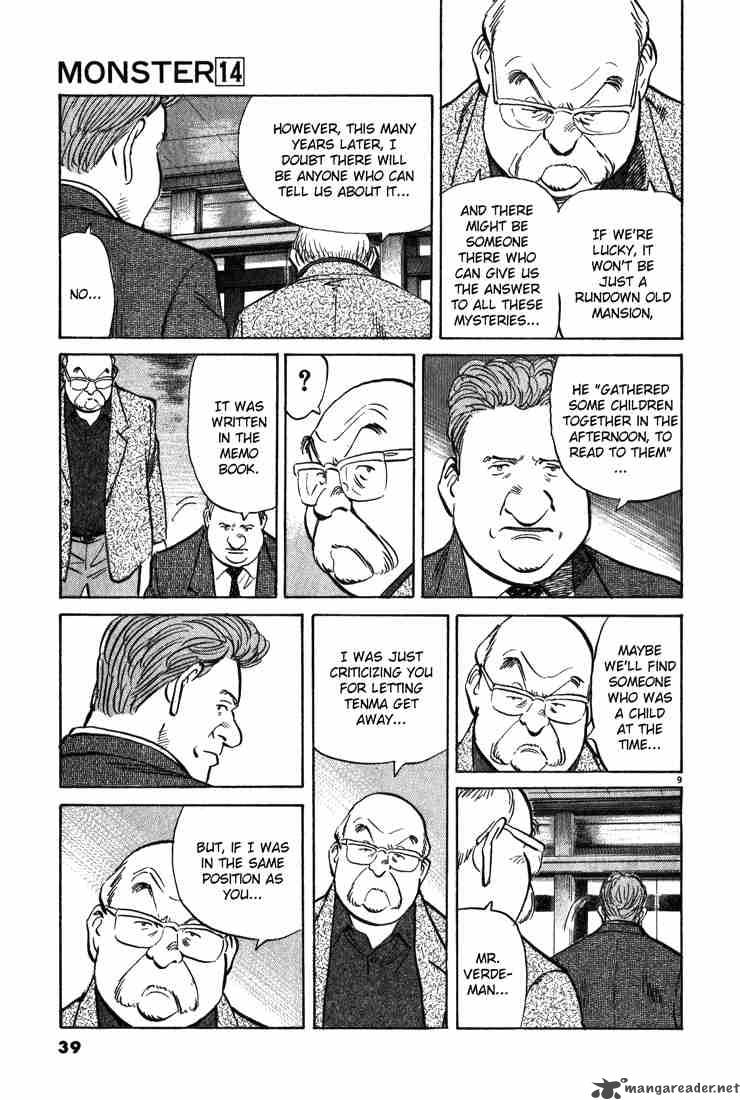 MONSTER 14
AND THERE
MIGHT BE
SOMEONE
THERE WHO
CAN GIVE US
THE ANSWER
TO ALL THESE
MYSTERIES...
IF WE'RE
LUCKY, IT
WON'T BE
JUST A
RUNDOWN OLD
MANSION,
HOWEVER, THIS MANY
YEARS LATER, I
DOUBT THERE WILL
BE ANYONE WHO CAN
TELL US ABOUT IT...
NO...
HE "GATHERED
SOME CHILDREN
TOGETHER IN THE
AFTERNOON, TO
READ TO THEM"
...
?
IT WAS
WRITTEN
IN THE
MEMO
BOOK.
MAYBE
WE'LL FIND
SOMEONE
WHO WAS
A CHILD
AT THE
TIME...
9
MR.
VERDE-
MAN...
I WAS JUST
CRITICIZING YOU
FOR LETTING
TENMA GET
AWAY...
BUT, IF I WAS
IN THE SAME
POSITION AS
YOU...
39
mangareader.net